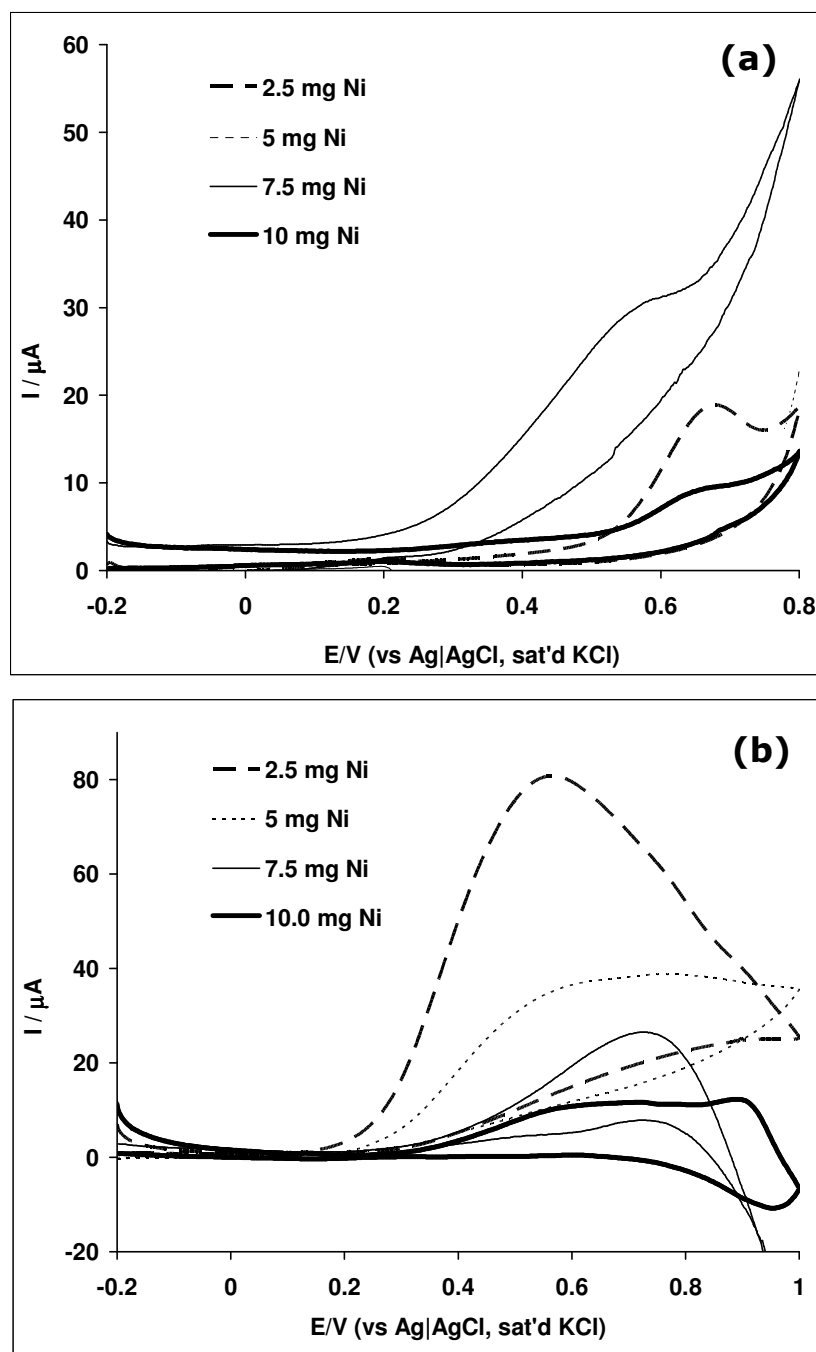 (a)
60
50
40
30
20
10
0
I / µA
2.5 mg Ni
5 mg Ni
7.5 mg Ni
10 mg Ni
-0.2 0 0.2 0.4 0.6 0.8
E/V (vs Ag|AgCl, sat'd KCl)
(b)
80
60
40
20
0
-20
I / µA
2.5 mg Ni
5 mg Ni
7.5 mg Ni
10.0 mg Ni
-0.2 0 0.2 0.4 0.6 0.8 1
E/V (vs Ag|AgCl, sat'd KCl)